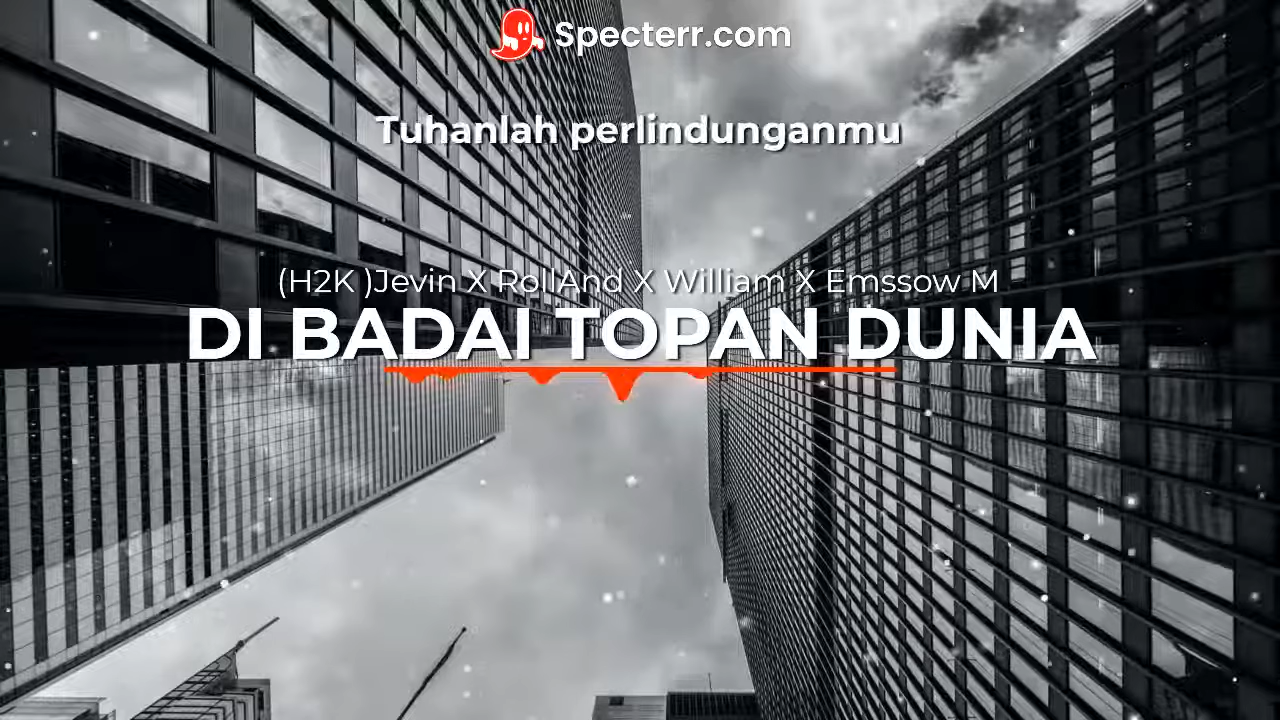 Specterr.com
Tuhanlah perlindunganmu
(H2K )Jevin X RollAnd X William X Emssow M
DI BADAI TOPAN DUNIA